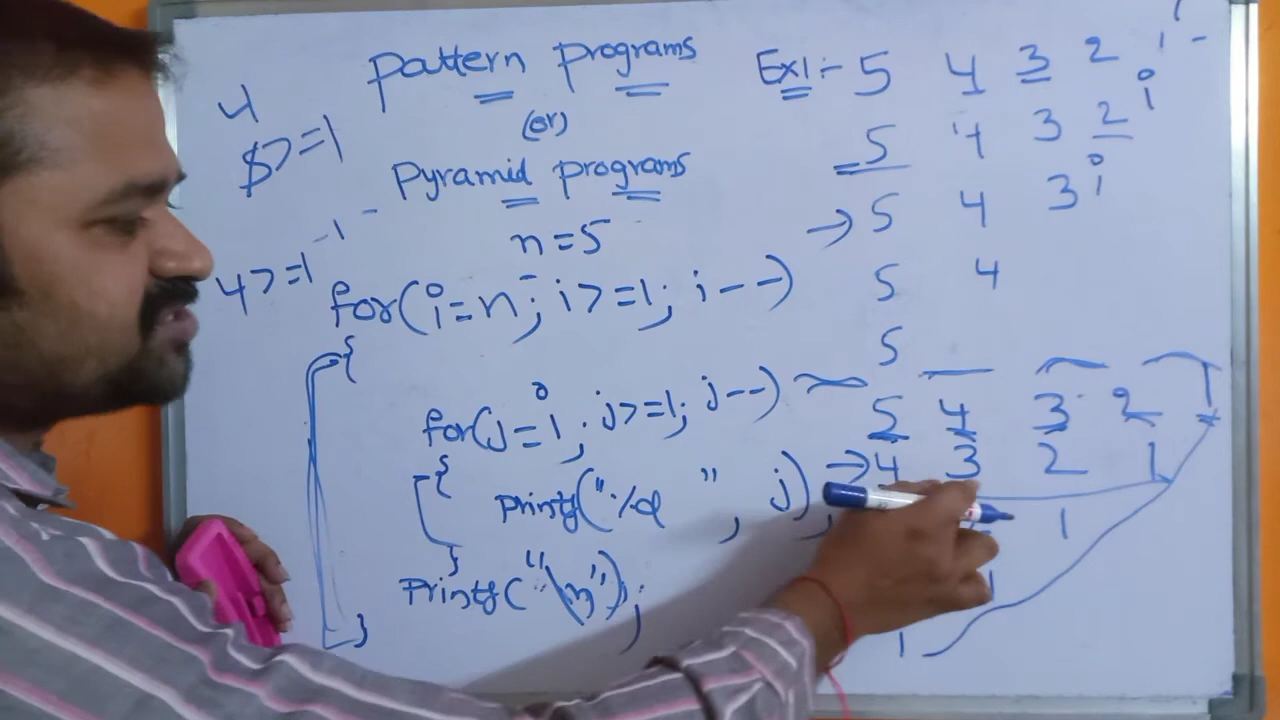 Pattern Programs
(or)
Pyramid Programs
n=5
for(i=n; i>=1; i--)
{
for(j=i; j>=1; j--)
{
printf("%d ", j);
}
printf("\n");
}
4
5>=1
4>=1
Ex1:- 5 4 3 2 1
5 4 3 2
5 4 3
5 4
5
5 4 3 2 1
4 3 2 1
1
1
1